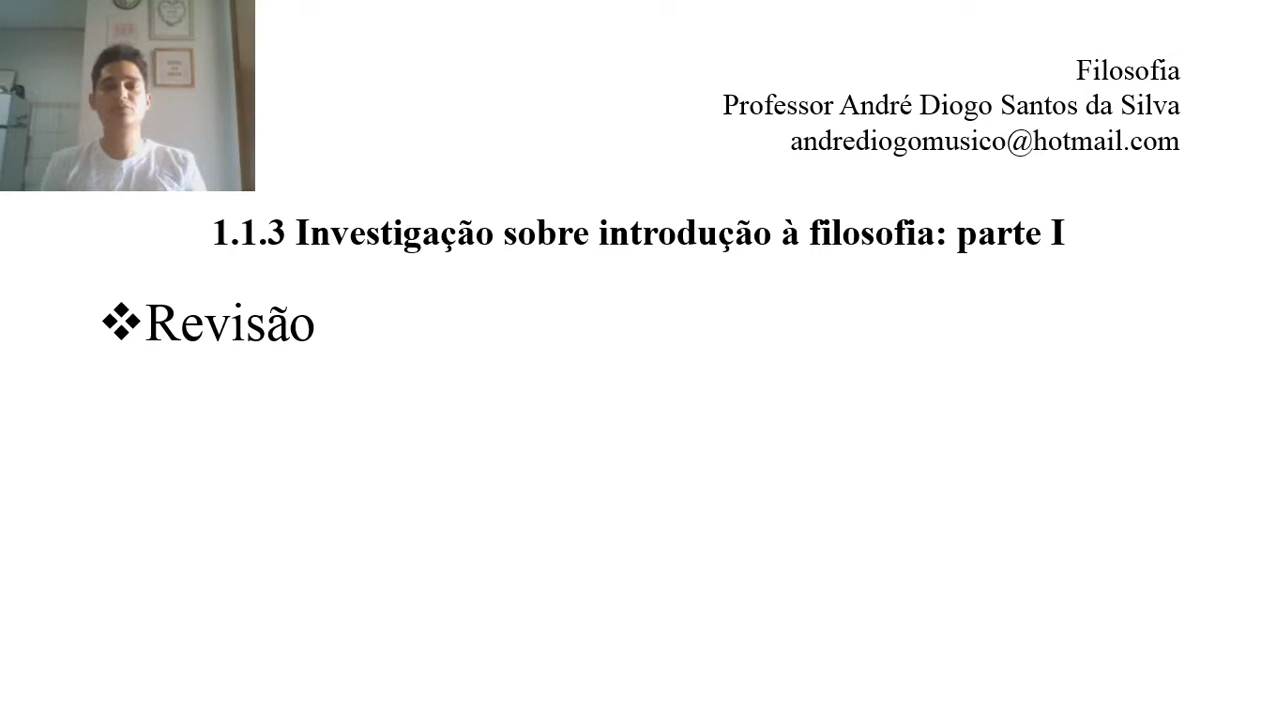 Filosofia
Professor André Diogo Santos da Silva
andrediogomusico@hotmail.com
1.1.3 Investigação sobre introdução à filosofia: parte I
❖Revisão